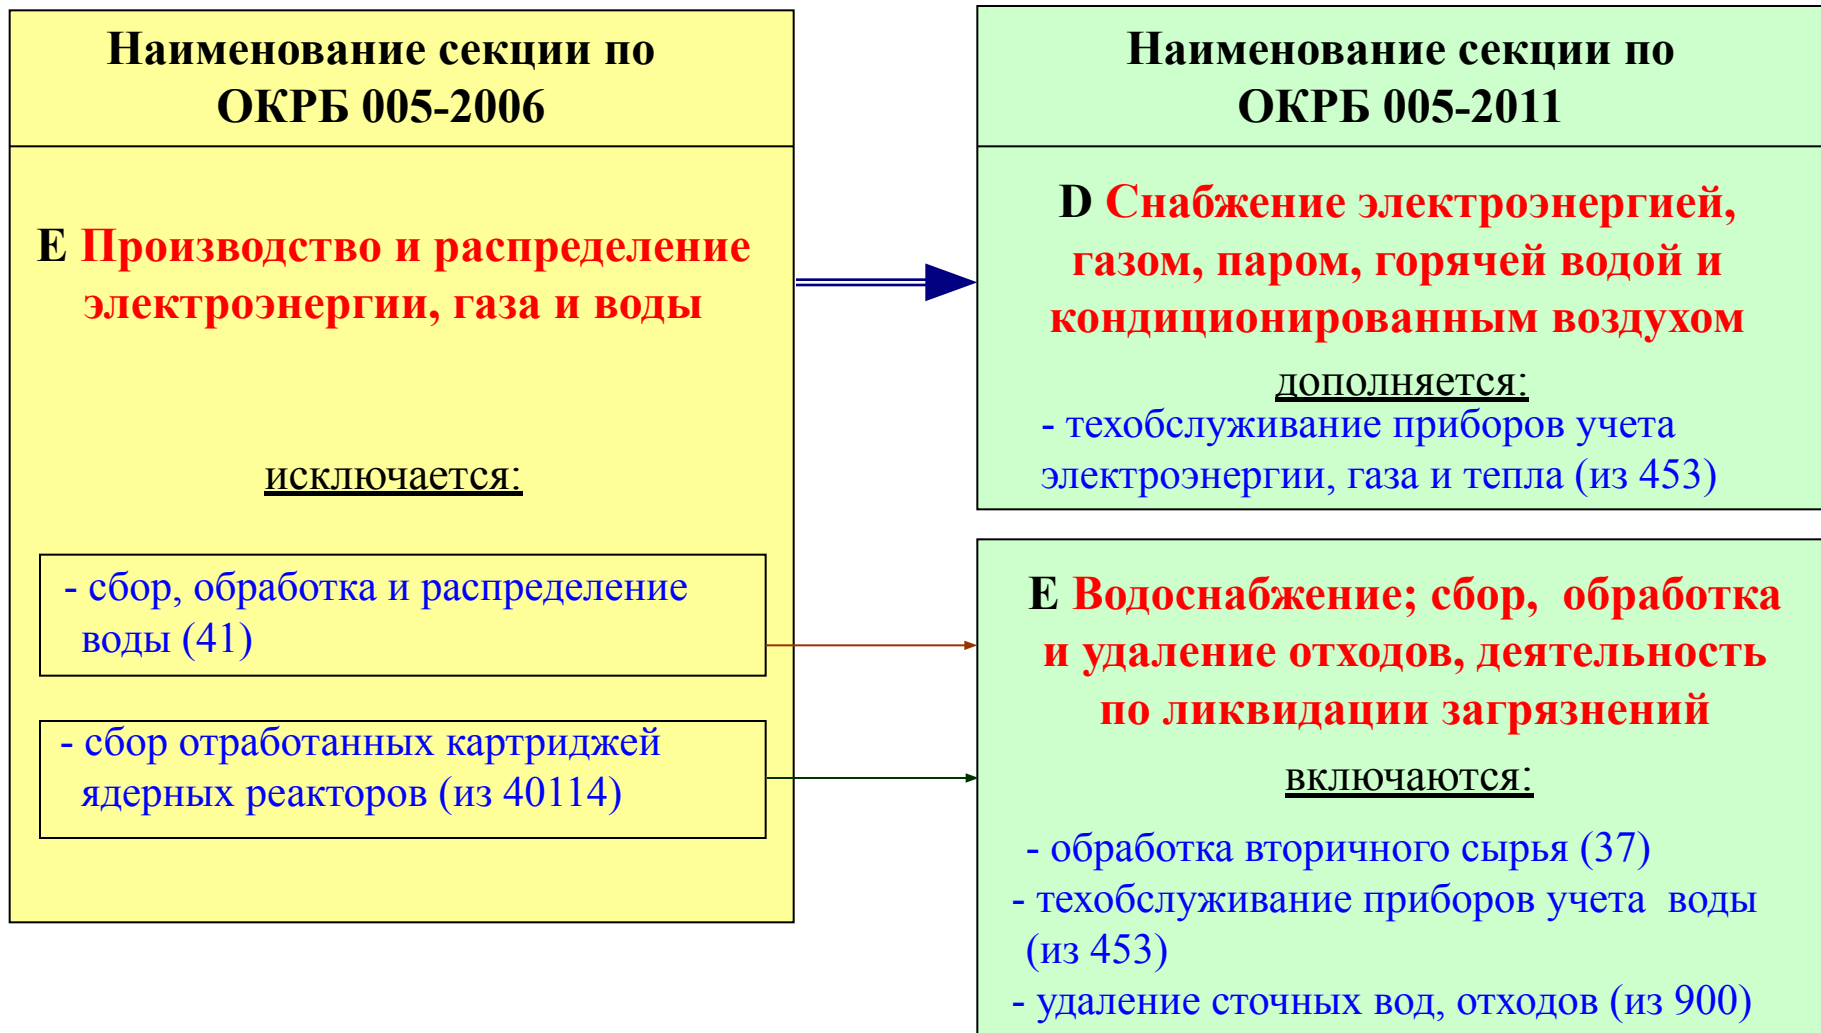 Наименование секции по
ОКРБ 005-2006
E Производство и распределение
электроэнергии, газа и воды
исключается:
- сбор, обработка и распределение
воды (41)
- сбор отработанных картриджей
ядерных реакторов (из 40114)
Наименование секции по
ОКРБ 005-2011
D Снабжение электроэнергией,
газом, паром, горячей водой и
кондиционированным воздухом
дополняется:
- техобслуживание приборов учета
электроэнергии, газа и тепла (из 453)
E Водоснабжение; сбор, обработка
и удаление отходов, деятельность
по ликвидации загрязнений
включаются:
- обработка вторичного сырья (37)
- техобслуживание приборов учета воды
(из 453)
- удаление сточных вод, отходов (из 900)